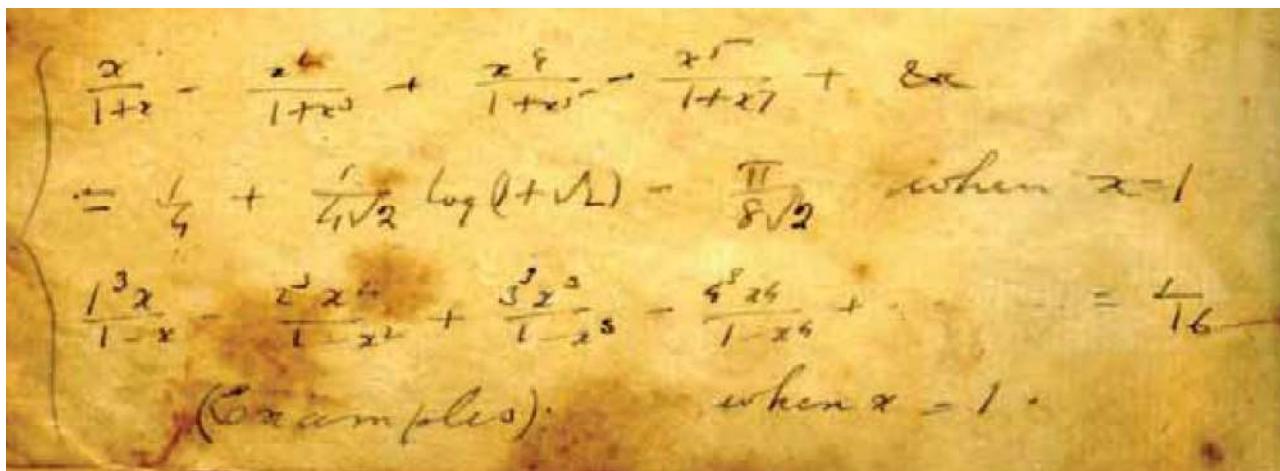 x/(1+x) - x^4/(1+x^3) + x^9/(1+x^5) - x^5/(1+x^7) + &c
= 1/4 + 1/(4√2) log(1+√2) - π/(8√2) when x=1
1^3x/(1-x) - 2^3x^4/(1-x^2) + 3^3x^9/(1-x^3) - 4^3x^4/(1-x^4) + . . . = 1/16
(Examples). when x = 1.